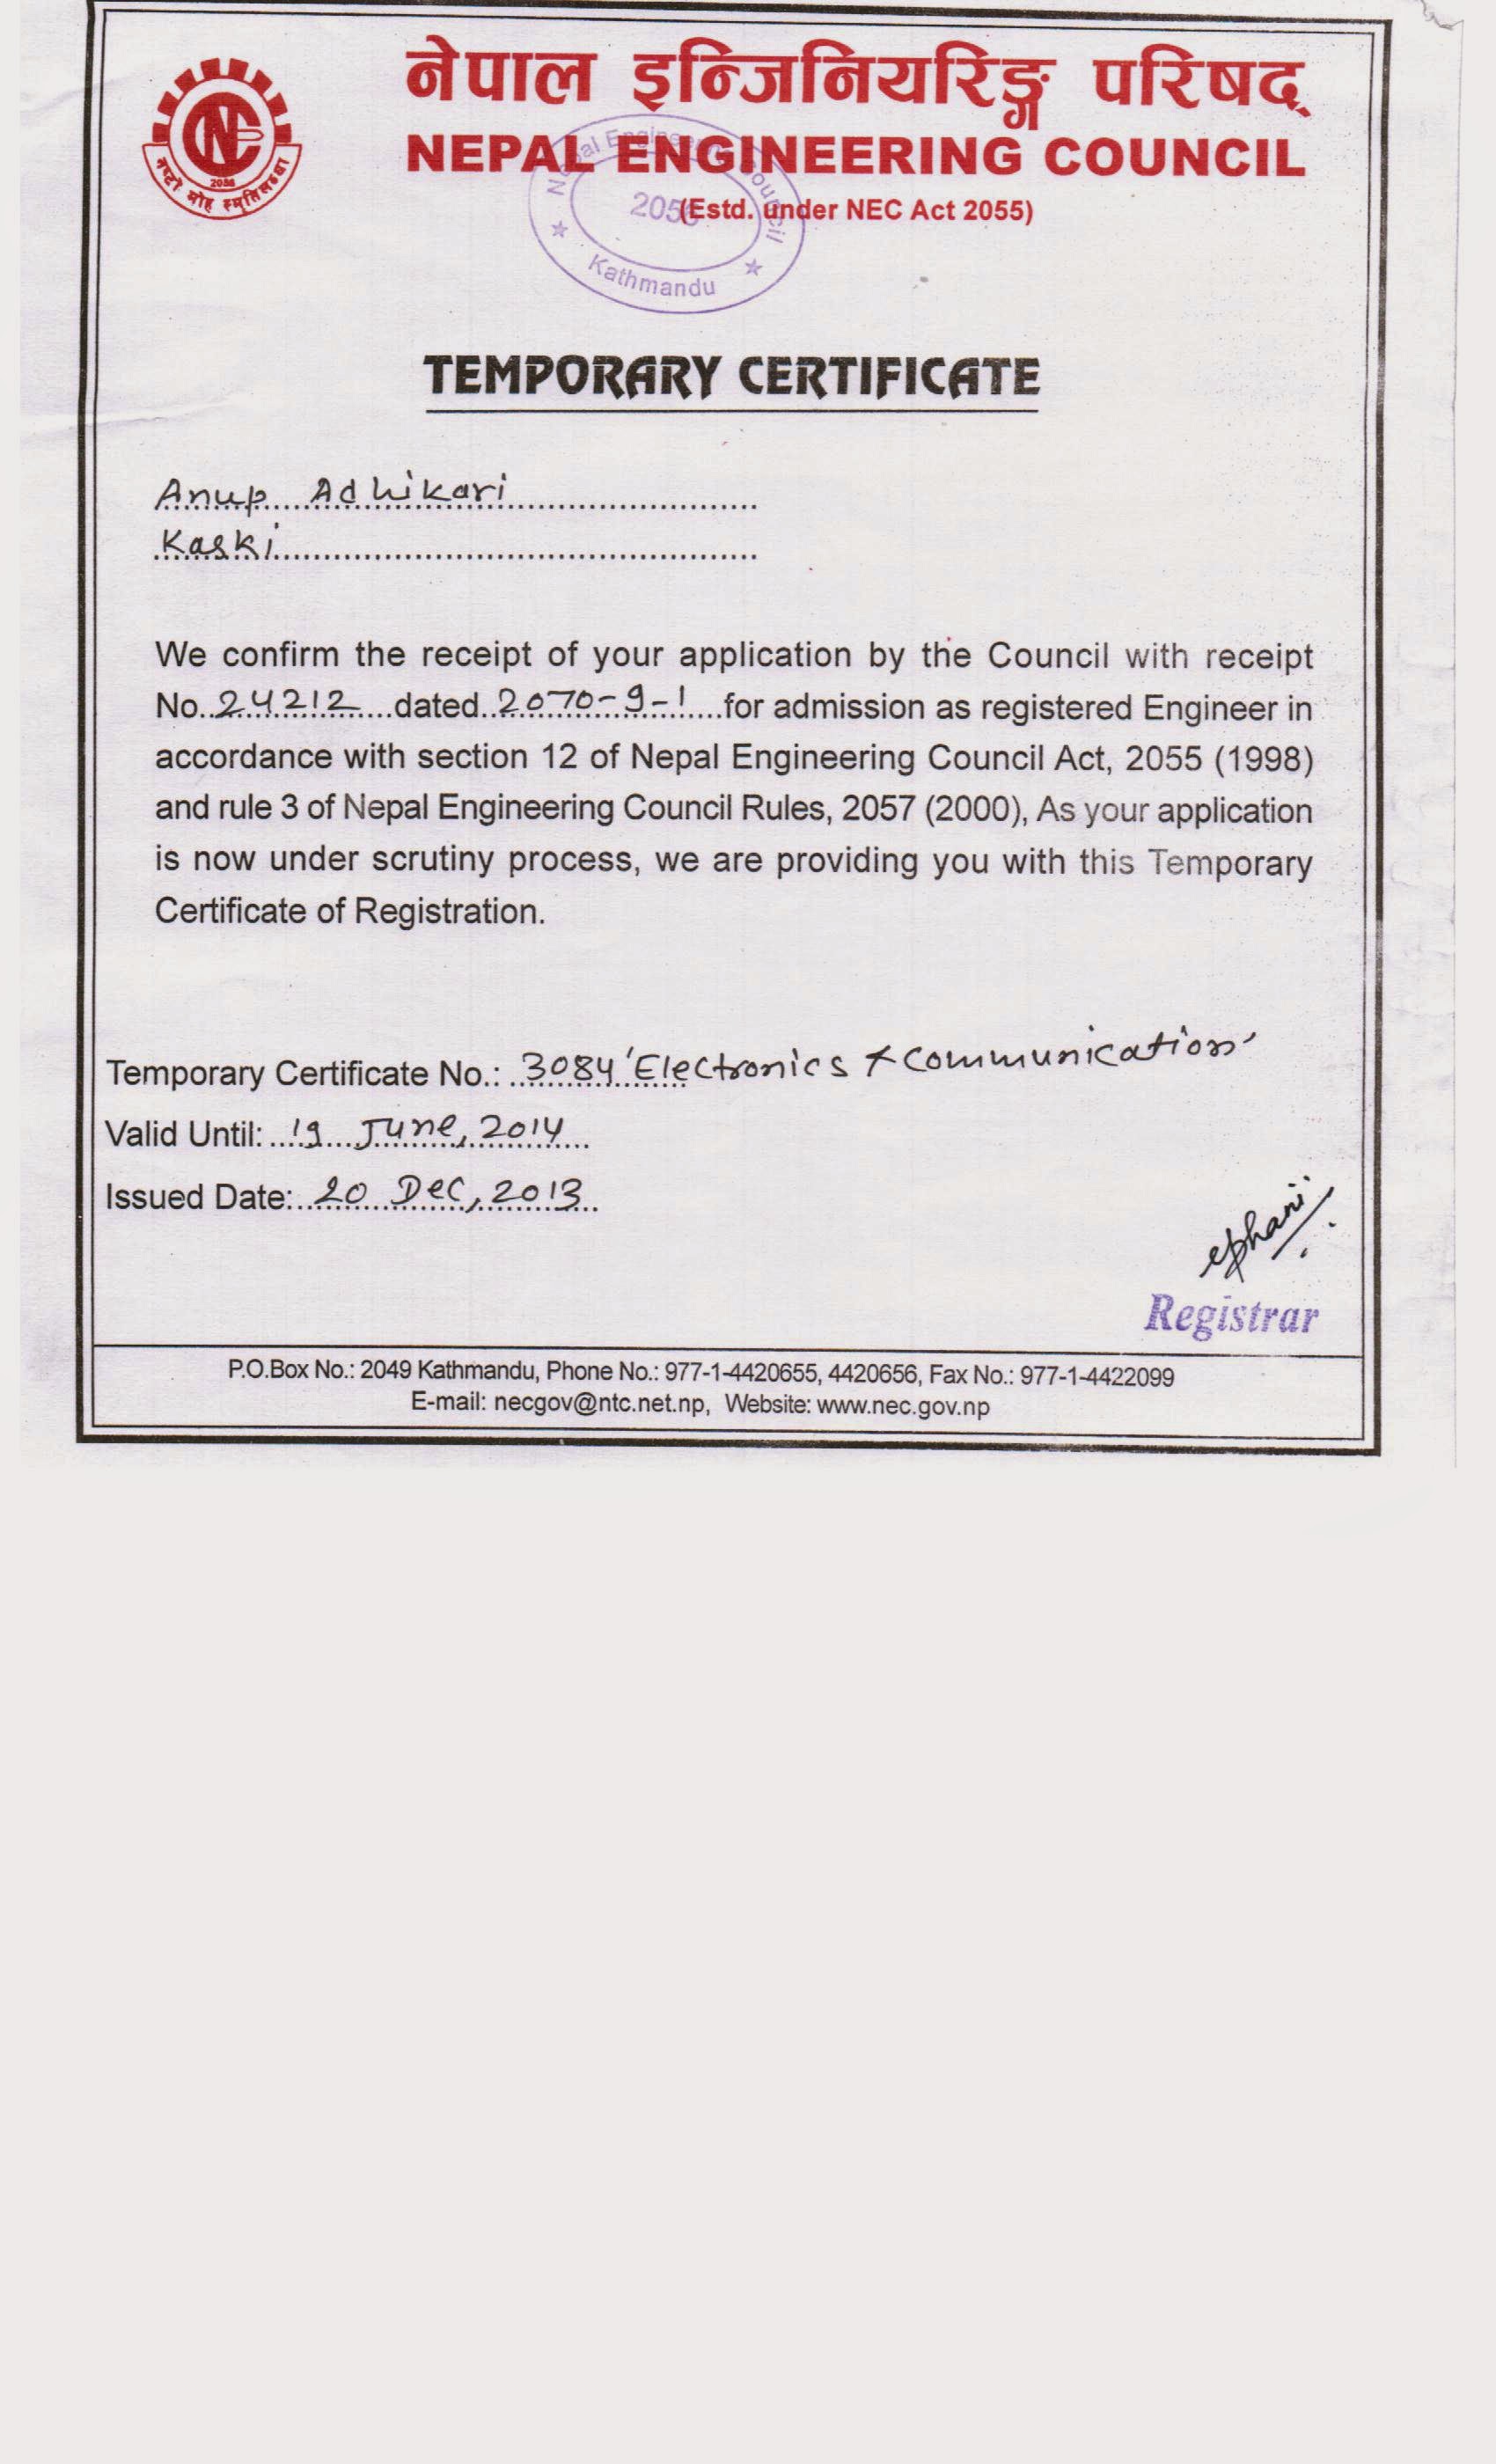 नेपाल इन्जिनियरिङ्ग परिषद्
NEPAL ENGINEERING COUNCIL
(Estd. under NEC Act 2055)
2055
नष्टो मोह स्मृतिलब्धा
Nepal Engineering Council
2055
Kathmandu
TEMPORARY CERTIFICATE
Anup Adhikari
Kaski
We confirm the receipt of your application by the Council with receipt
No. 24212 dated 2070-9-1 for admission as registered Engineer in
accordance with section 12 of Nepal Engineering Council Act, 2055 (1998)
and rule 3 of Nepal Engineering Council Rules, 2057 (2000), As your application
is now under scrutiny process, we are providing you with this Temporary
Certificate of Registration.
Temporary Certificate No.: 3084 'Electronics & Communication'
Valid Until: 19 June, 2014
Issued Date: 20 Dec, 2013
Registrar
P.O.Box No.: 2049 Kathmandu, Phone No.: 977-1-4420655, 4420656, Fax No.: 977-1-4422099
E-mail: necgov@ntc.net.np, Website: www.nec.gov.np